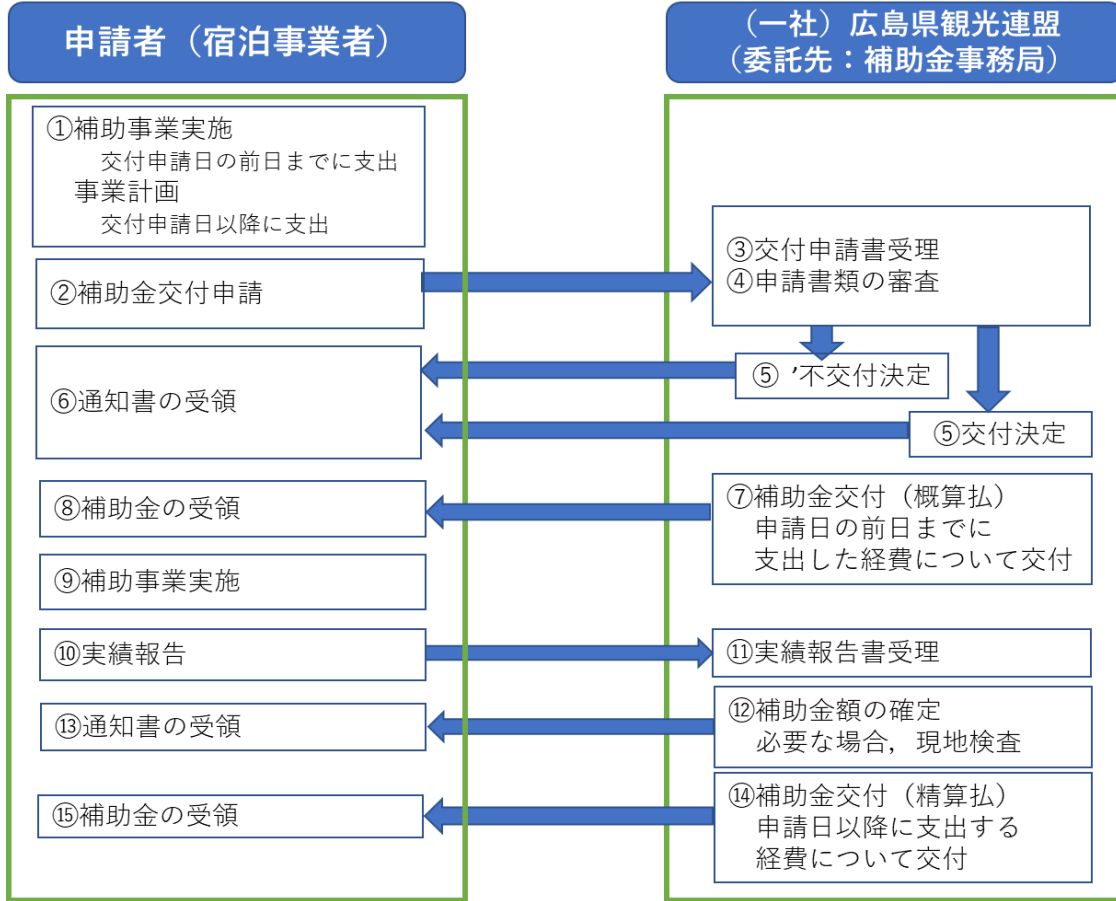 申請者（宿泊事業者）
（一社）広島県観光連盟
（委託先：補助金事務局）
①補助事業実施
交付申請日の前日までに支出
事業計画
交付申請日以降に支出
②補助金交付申請
③交付申請書受理
④申請書類の審査
⑤ ’不交付決定
⑤交付決定
⑥通知書の受領
⑦補助金交付（概算払）
申請日の前日までに
支出した経費について交付
⑧補助金の受領
⑨補助事業実施
⑩実績報告
⑪実績報告書受理
⑫補助金額の確定
必要な場合，現地検査
⑬通知書の受領
⑭補助金交付（精算払）
申請日以降に支出する
経費について交付
⑮補助金の受領